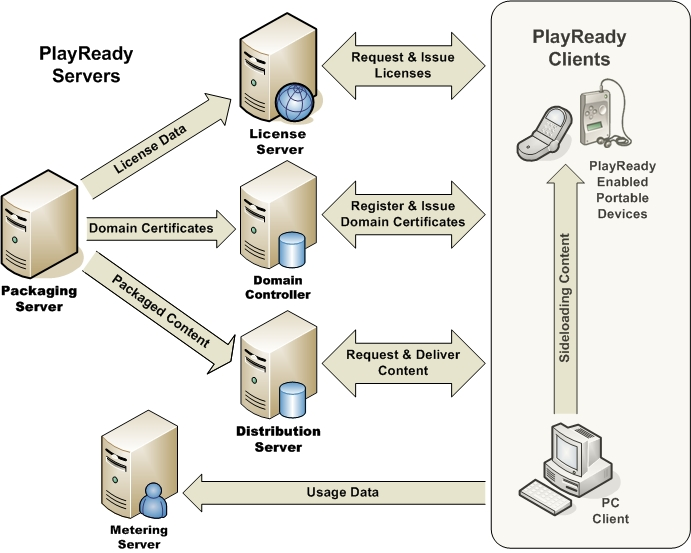 PlayReady
Servers
PlayReady
Clients
Request & Issue
Licenses
License Data
License
Server
PlayReady
Enabled
Portable
Devices
Register & Issue
Domain Certificates
Domain Certificates
Packaging
Server
Domain
Controller
Packaged Content
Sideloading Content
Request & Deliver
Content
Distribution
Server
Usage Data
Metering
Server
PC
Client